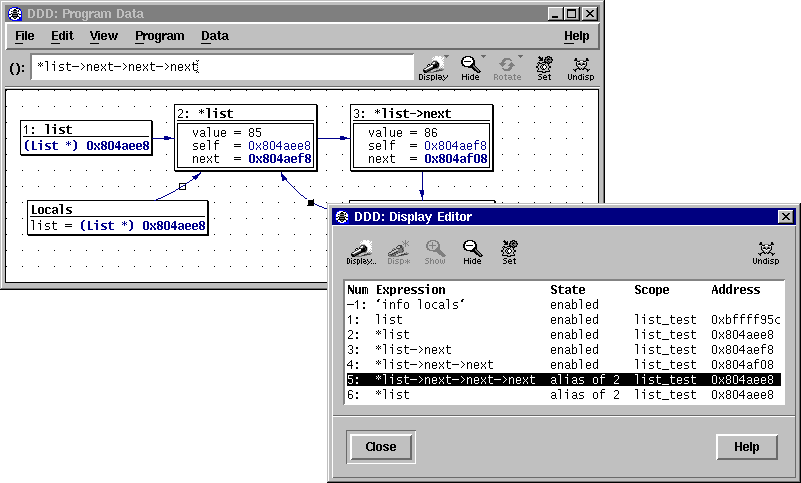 DDD: Program Data
File Edit View Program Data Help
(): *list->next->next->next
Display Hide Rotate Set Undisp
1: list
(List *) 0x804aee8
2: *list
value = 85
self = 0x804aee8
next = 0x804aef8
3: *list->next
value = 86
self = 0x804aef8
next = 0x804af08
Locals
list = (List *) 0x804aee8
DDD: Display Editor
Display... Disp* Show Hide Set Undisp
Num Expression State Scope Address
-1: ‘info locals‘ enabled
1: list enabled list_test 0xbffff95c
2: *list enabled list_test 0x804aee8
3: *list->next enabled list_test 0x804aef8
4: *list->next->next enabled list_test 0x804af08
5: *list->next->next->next alias of 2 list_test 0x804aee8
6: *list alias of 2 list_test 0x804aee8
Close Help